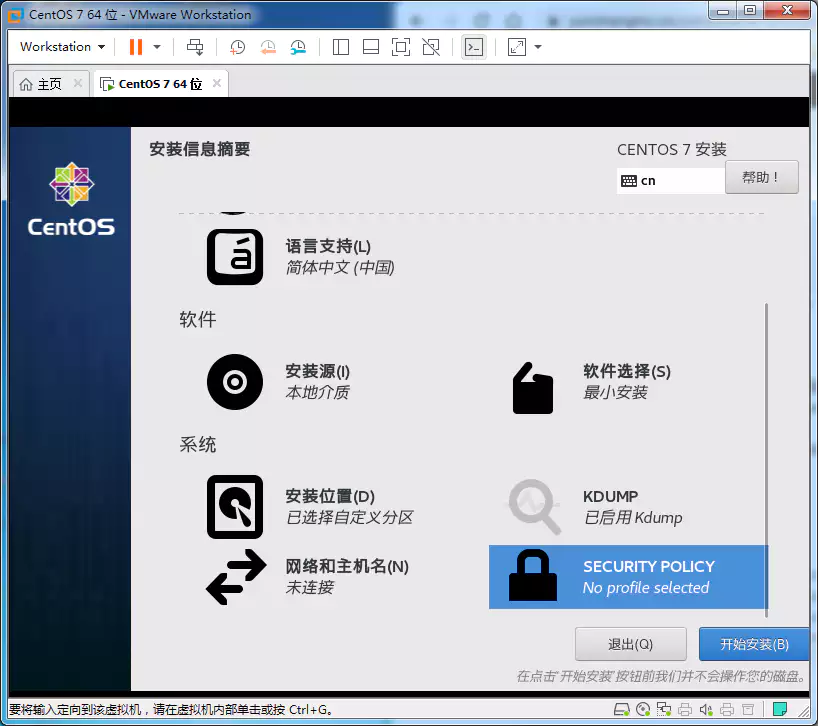 CentOS 7 64 位 - VMware Workstation
Workstation
主页
CentOS 7 64 位
CentOS
安装信息摘要
CENTOS 7 安装
cn
帮助！
语言支持(L)
简体中文 (中国)
软件
安装源(I)
本地介质
软件选择(S)
最小安装
系统
安装位置(D)
已选择自定义分区
KDUMP
已启用 Kdump
网络和主机名(N)
未连接
SECURITY POLICY
No profile selected
退出(Q)
开始安装(B)
在点击'开始安装'按钮前我们并不会操作您的磁盘。
要将输入定向到该虚拟机，请在虚拟机内部单击或按 Ctrl+G。